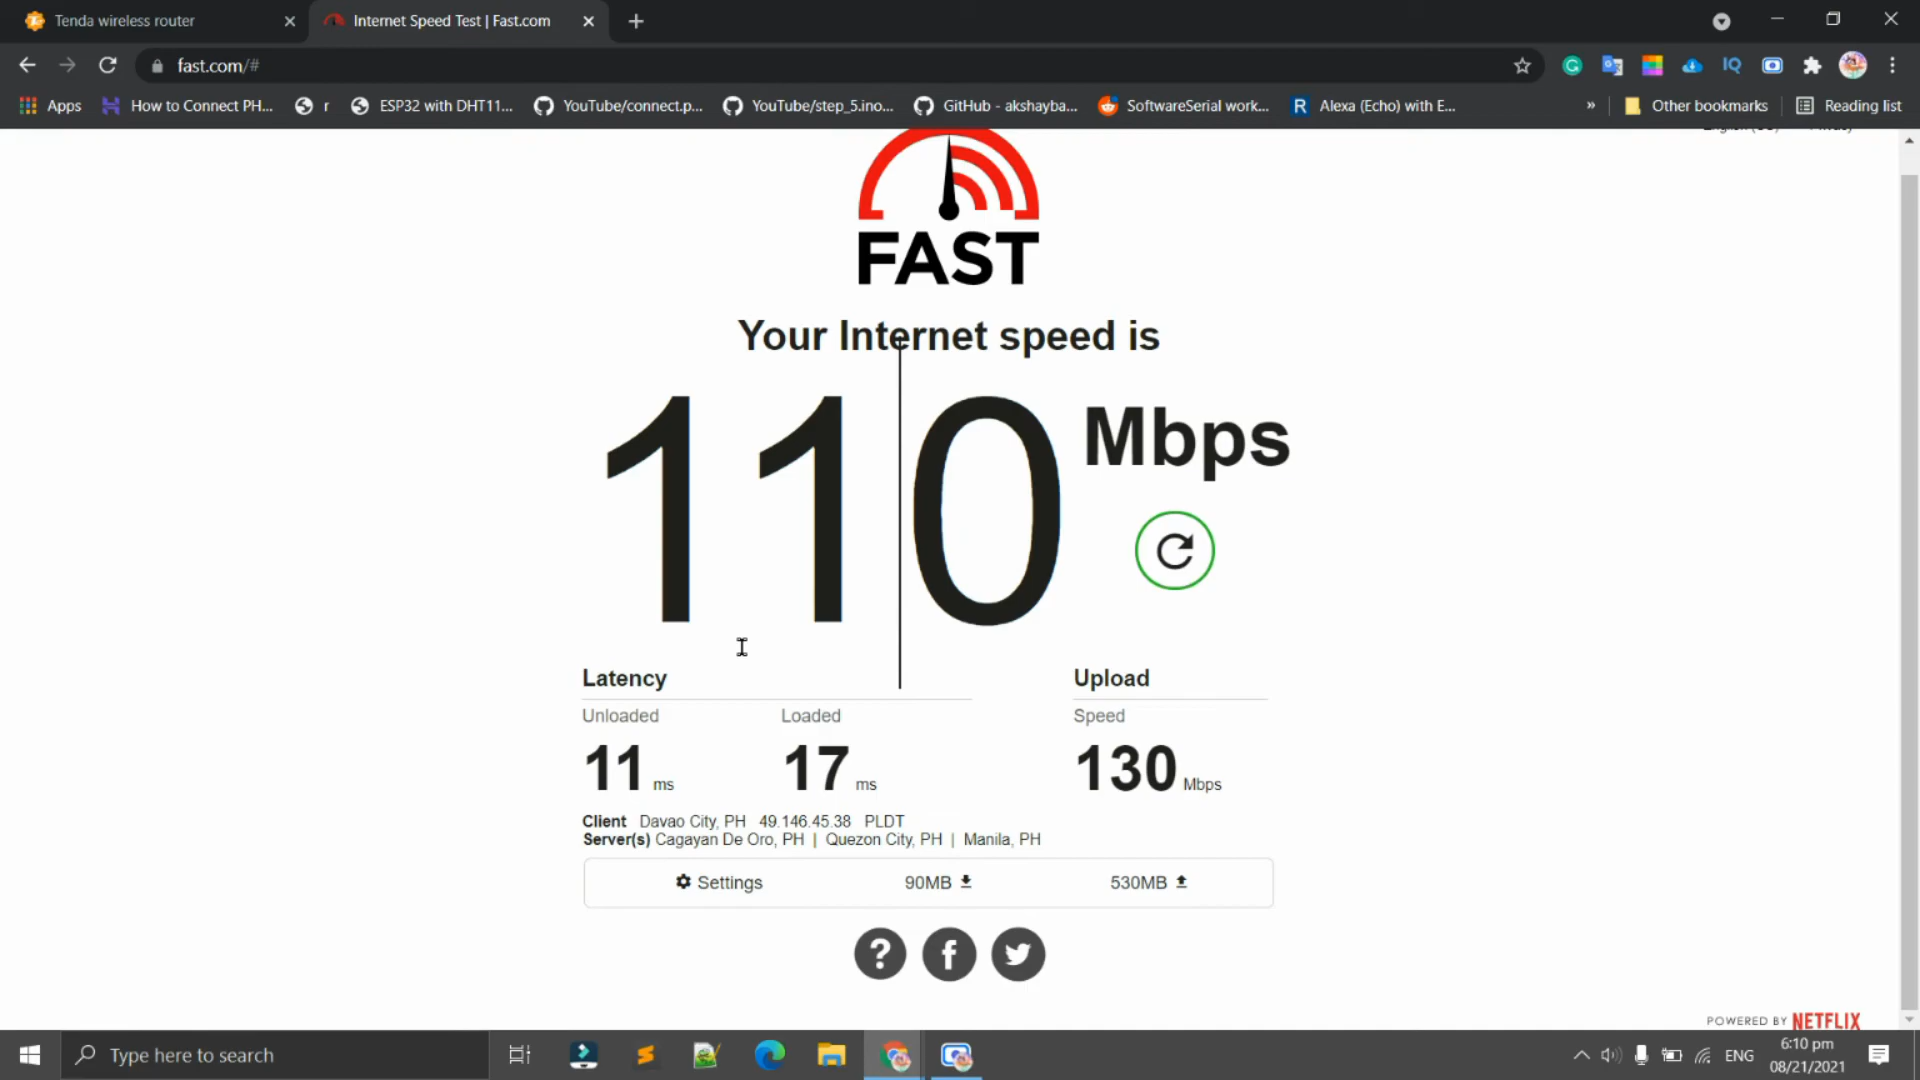 Tenda wireless router
Internet Speed Test | Fast.com
fast.com/#
Apps
How to Connect PH...
r
ESP32 with DHT11...
YouTube/connect.p...
YouTube/step_5.ino...
GitHub - akshayba...
SoftwareSerial work...
R
Alexa (Echo) with E...
»
Other bookmarks
Reading list
IQ
FAST
Your Internet speed is
110 Mbps
Latency
Upload
Unloaded
Loaded
Speed
11 ms
17 ms
130 Mbps
Client Davao City, PH 49.146.45.38 PLDT
Server(s) Cagayan De Oro, PH | Quezon City, PH | Manila, PH
Settings
90MB
530MB
?
f
POWERED BY NETFLIX
Type here to search
ENG
6:10 pm
08/21/2021